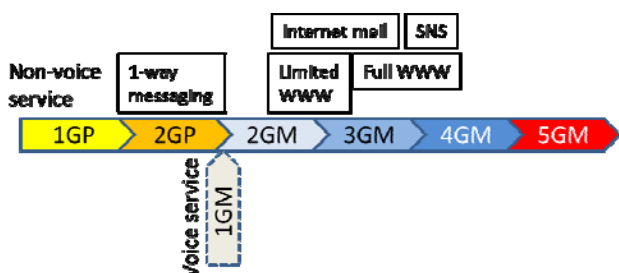 Internet mail SNS
Non-voice
service
1-way
messaging
Limited
WWW
Full WWW
1GP 2GP 2GM 3GM 4GM 5GM
Voice service
1GM